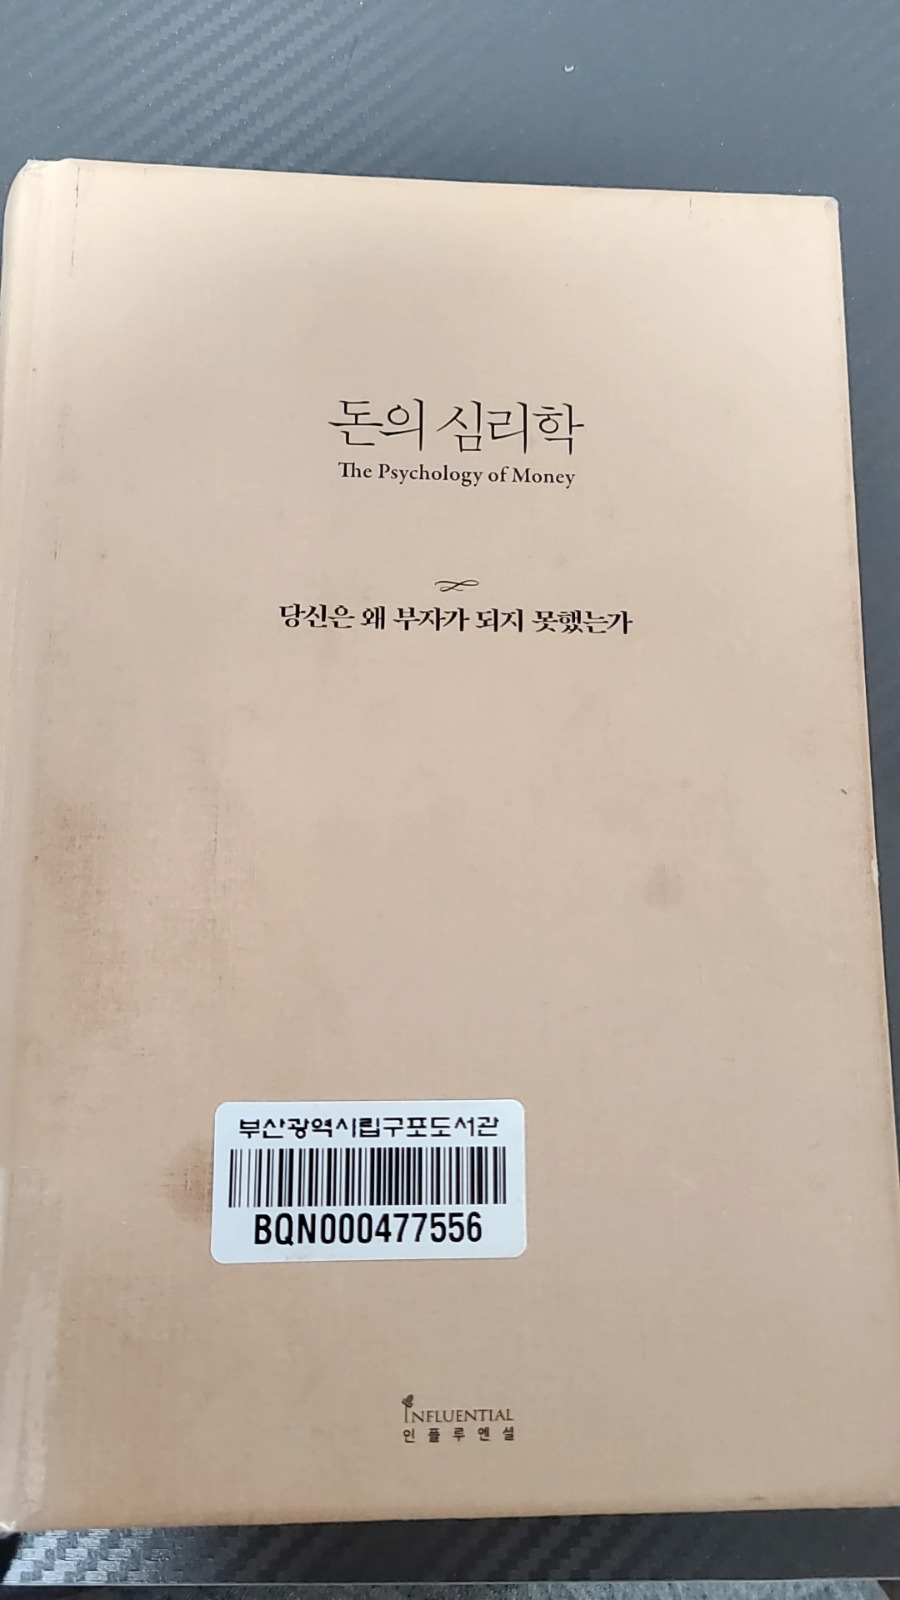 돈의 심리학
The Psychology of Money
당신은 왜 부자가 되지 못했는가
부산광역시립구포도서관
BQN000477556
INFLUENTIAL
인플루엔셜